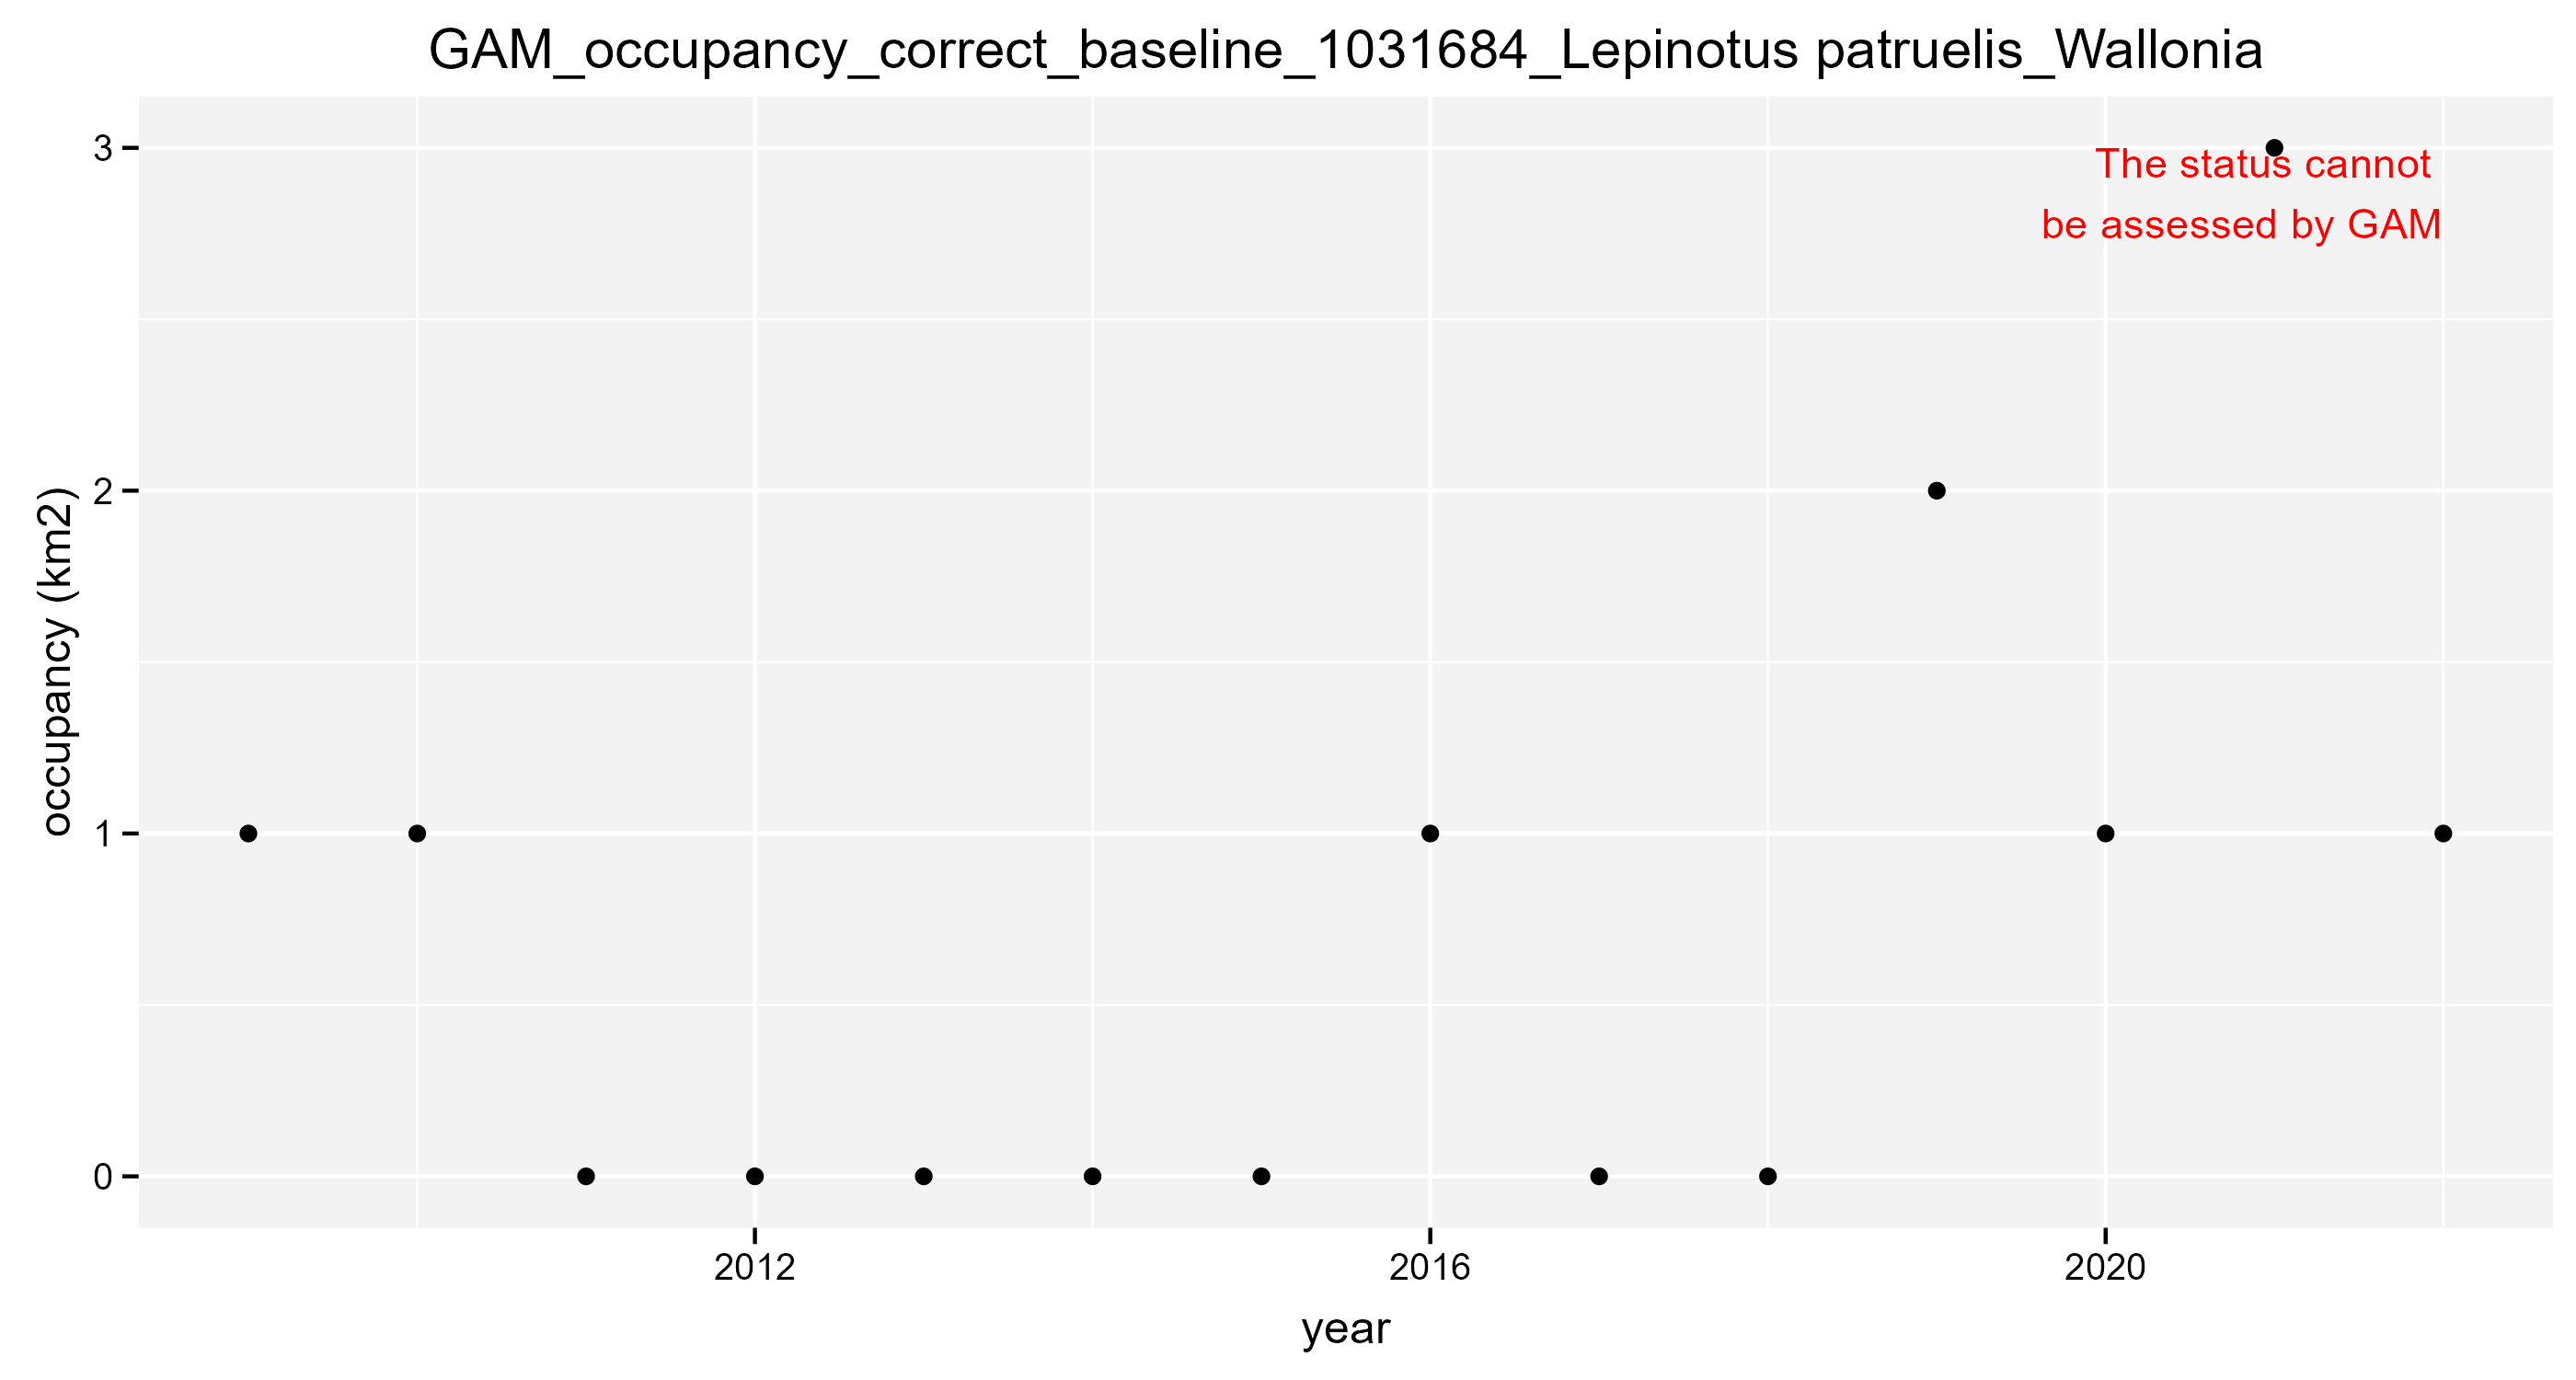 GAM_occupancy_correct_baseline_1031684_Lepinotus patruelis_Wallonia
The status cannot
be assessed by GAM
occupancy (km2)
3
2
1
0
2012
2016
2020
year